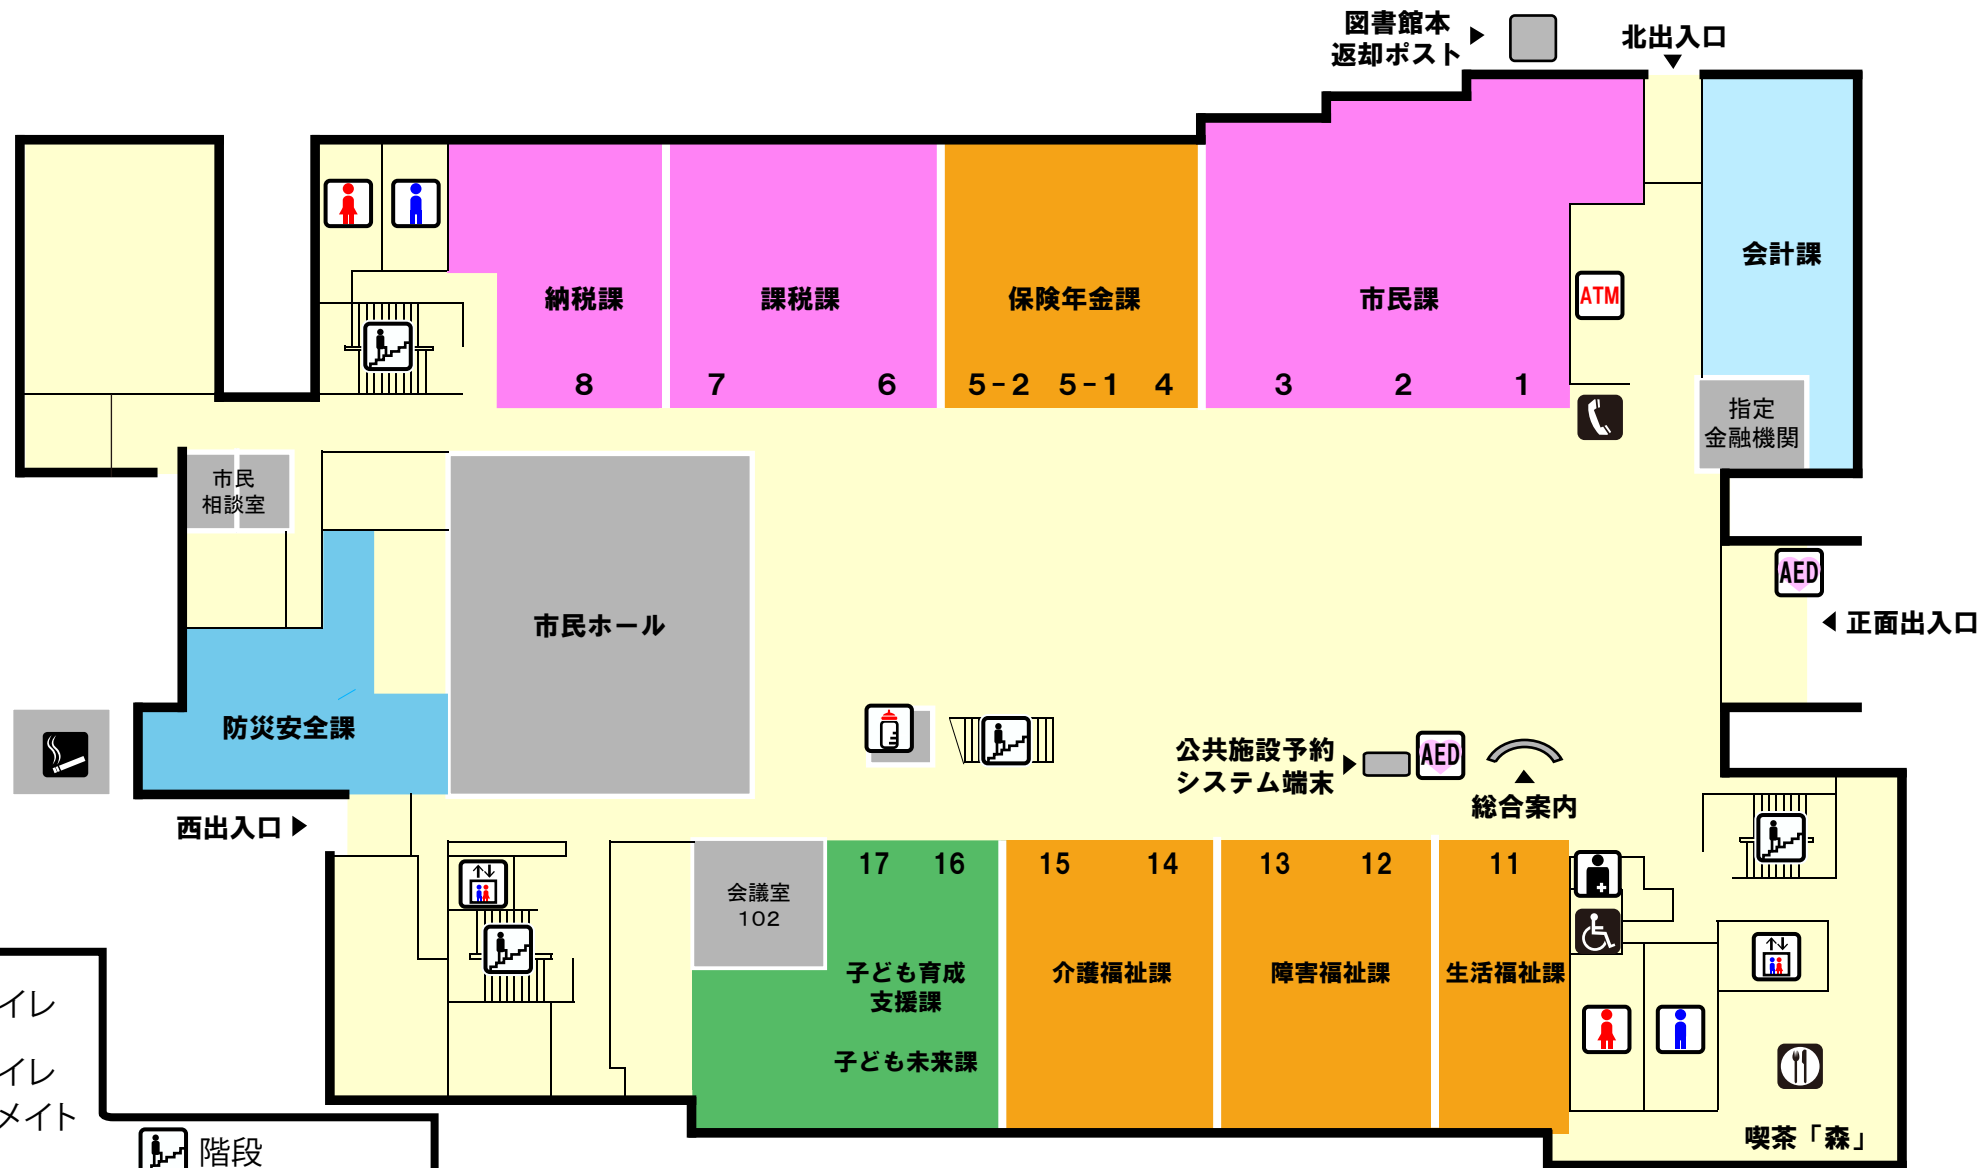 図書館本
返却ポスト
北出入口
会計課
納税課
課税課
保険年金課
市民課
ATM
8
7
6
5-2
5-1
4
3
2
1
指定
金融機関
市民
相談室
AED
正面出入口
市民ホール
防災安全課
公共施設予約
システム端末
AED
総合案内
西出入口
17
16
15
14
13
12
11
会議室
102
子ども育成
支援課
介護福祉課
障害福祉課
生活福祉課
子ども未来課
喫茶「森」
イレ
イレ
メイト
階段